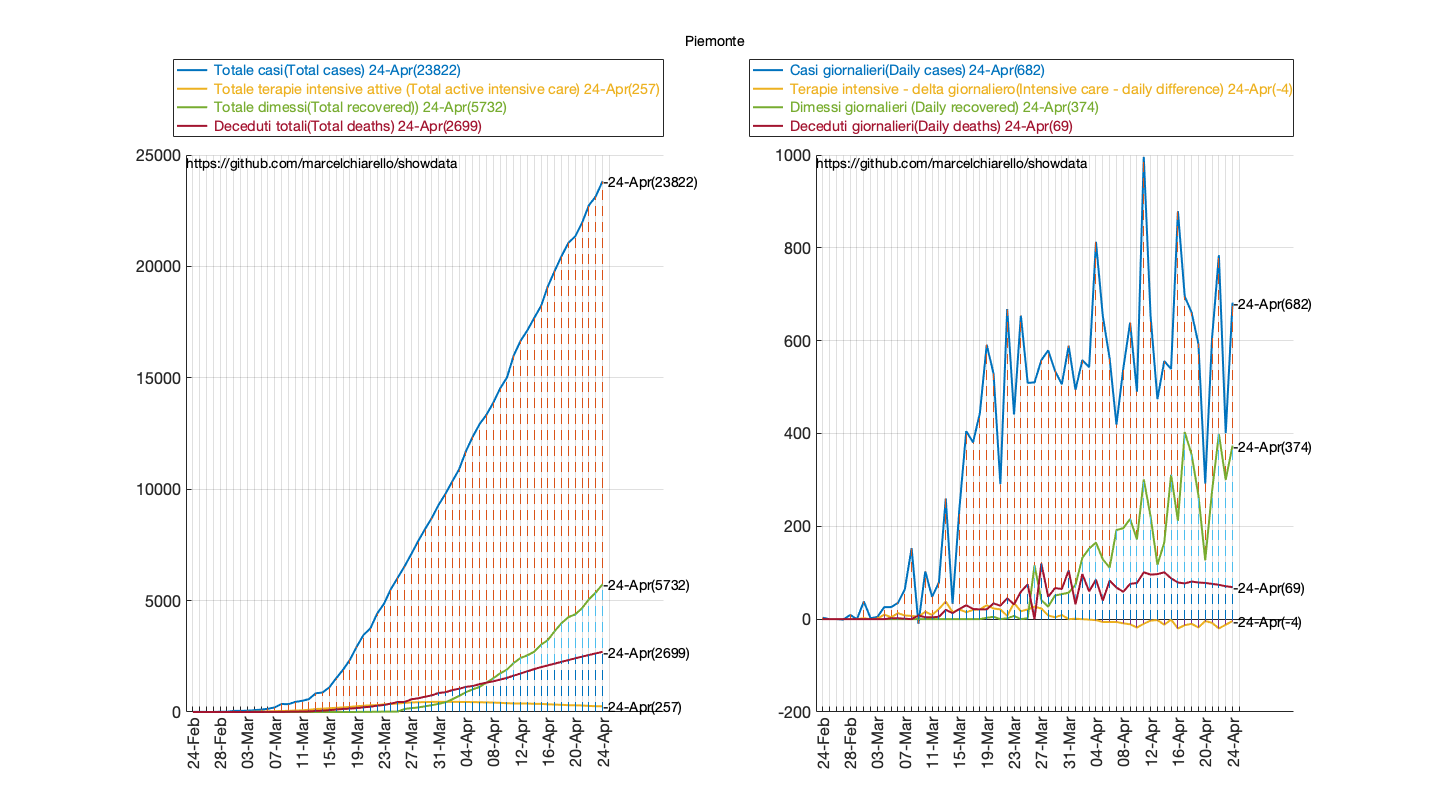 Piemonte
Totale casi(Total cases) 24-Apr(23822)
Totale terapie intensive attive (Total active intensive care) 24-Apr(257)
Totale dimessi(Total recovered)) 24-Apr(5732)
Deceduti totali(Total deaths) 24-Apr(2699)
25000
https://github.com/marcelchiarello/showdata
-24-Apr(23822)
20000
15000
10000
-24-Apr(5732)
5000
-24-Apr(2699)
-24-Apr(257)
0
24-Feb
28-Feb
03-Mar
07-Mar
11-Mar
15-Mar
19-Mar
23-Mar
27-Mar
31-Mar
04-Apr
08-Apr
12-Apr
16-Apr
20-Apr
24-Apr
Casi giornalieri(Daily cases) 24-Apr(682)
Terapie intensive - delta giornaliero(Intensive care - daily difference) 24-Apr(-4)
Dimessi giornalieri (Daily recovered) 24-Apr(374)
Deceduti giornalieri(Daily deaths) 24-Apr(69)
1000
https://github.com/marcelchiarello/showdata
800
-24-Apr(682)
600
-24-Apr(374)
400
200
-24-Apr(69)
0
-24-Apr(-4)
-200
24-Feb
28-Feb
03-Mar
07-Mar
11-Mar
15-Mar
19-Mar
23-Mar
27-Mar
31-Mar
04-Apr
08-Apr
12-Apr
16-Apr
20-Apr
24-Apr